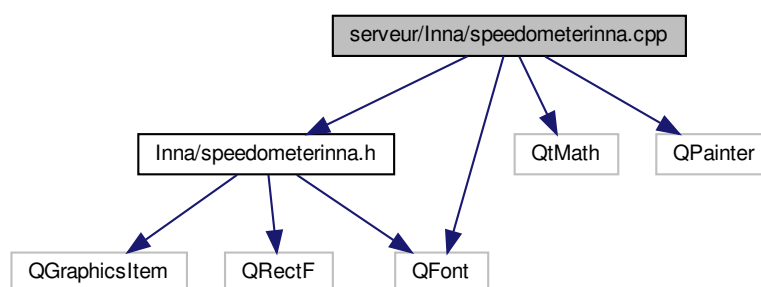 serveur/Inna/speedometerinna.cpp
Inna/speedometerinna.h
QtMath
QPainter
QGraphicsItem
QRectF
QFont